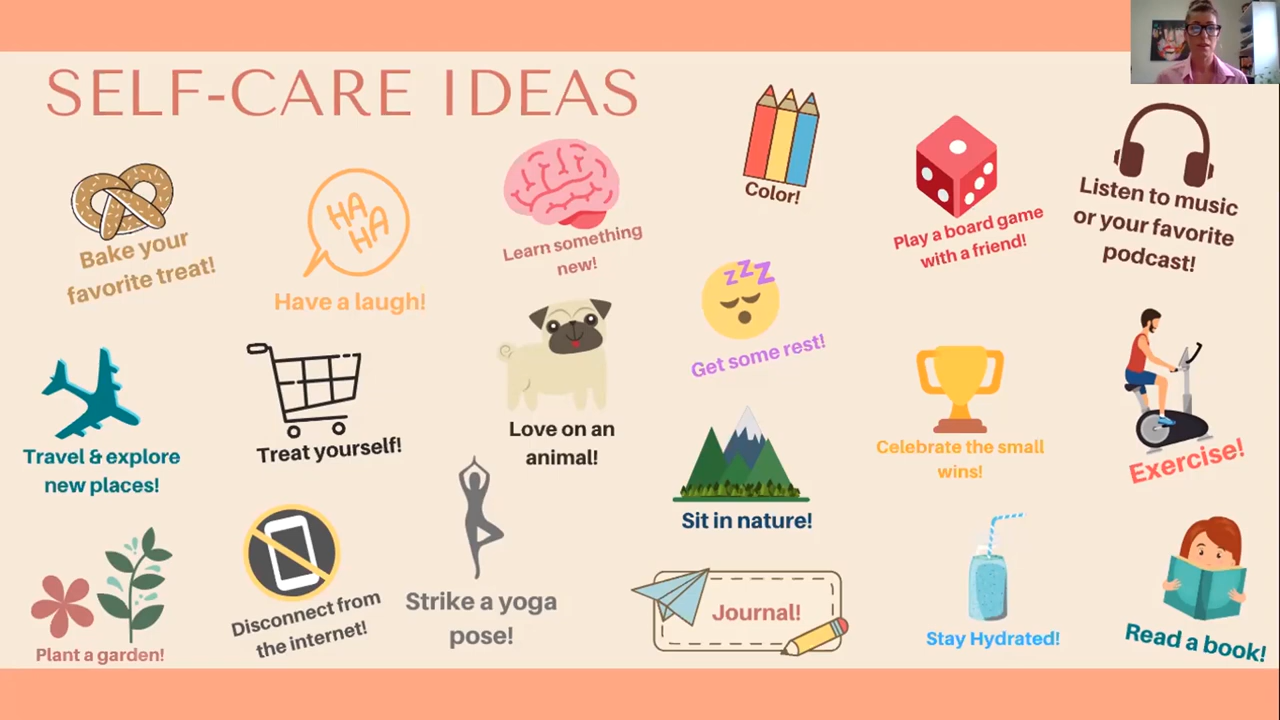 SELF-CARE IDEAS
Bake your
favorite treat!
HA
HA
Have a laugh!
Learn something
new!
Color!
Play a board game
with a friend!
Listen to music
or your favorite
podcast!
Travel & explore
new places!
Treat yourself!
Love on an
animal!
zzz
Get some rest!
Sit in nature!
Celebrate the small
wins!
Exercise!
Plant a garden!
Disconnect from
the internet!
Strike a yoga
pose!
Journal!
Stay Hydrated!
Read a book!